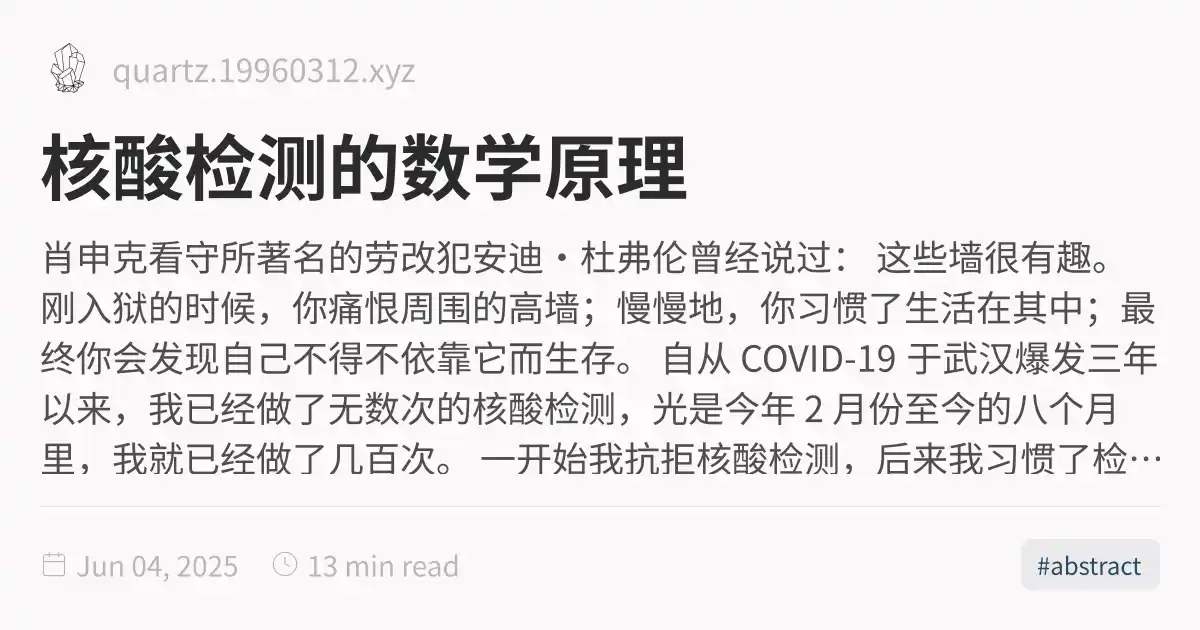 quartz.19960312.xyz
核酸检测的数学原理
肖申克看守所著名的劳改犯安迪·杜弗伦曾经说过： 这些墙很有趣。
刚入狱的时候，你痛恨周围的高墙；慢慢地，你习惯了生活在其中；最
终你会发现自己不得不依靠它而生存。 自从 COVID-19 于武汉爆发三年
以来，我已经做了无数次的核酸检测，光是今年 2 月份至今的八个月
里，我就已经做了几百次。 一开始我抗拒核酸检测，后来我习惯了检…
Jun 04, 2025 13 min read #abstract